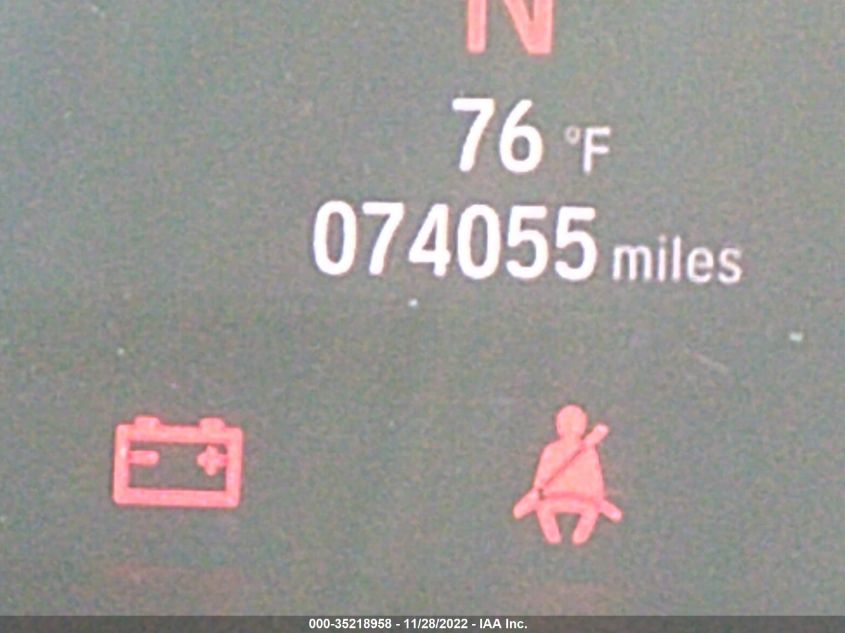 N
76 °F
074055 miles
000-35218958 - 11/28/2022 - IAA Inc.